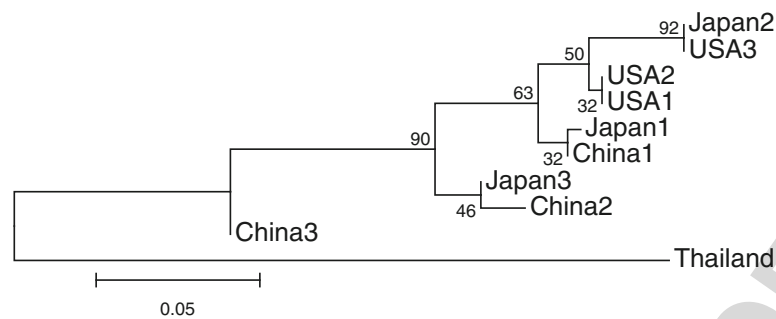 92 Japan2
USA3
50
USA2
32 USA1
63
Japan1
32 China1
90
Japan3
46 China2
China3
Thailand
0.05